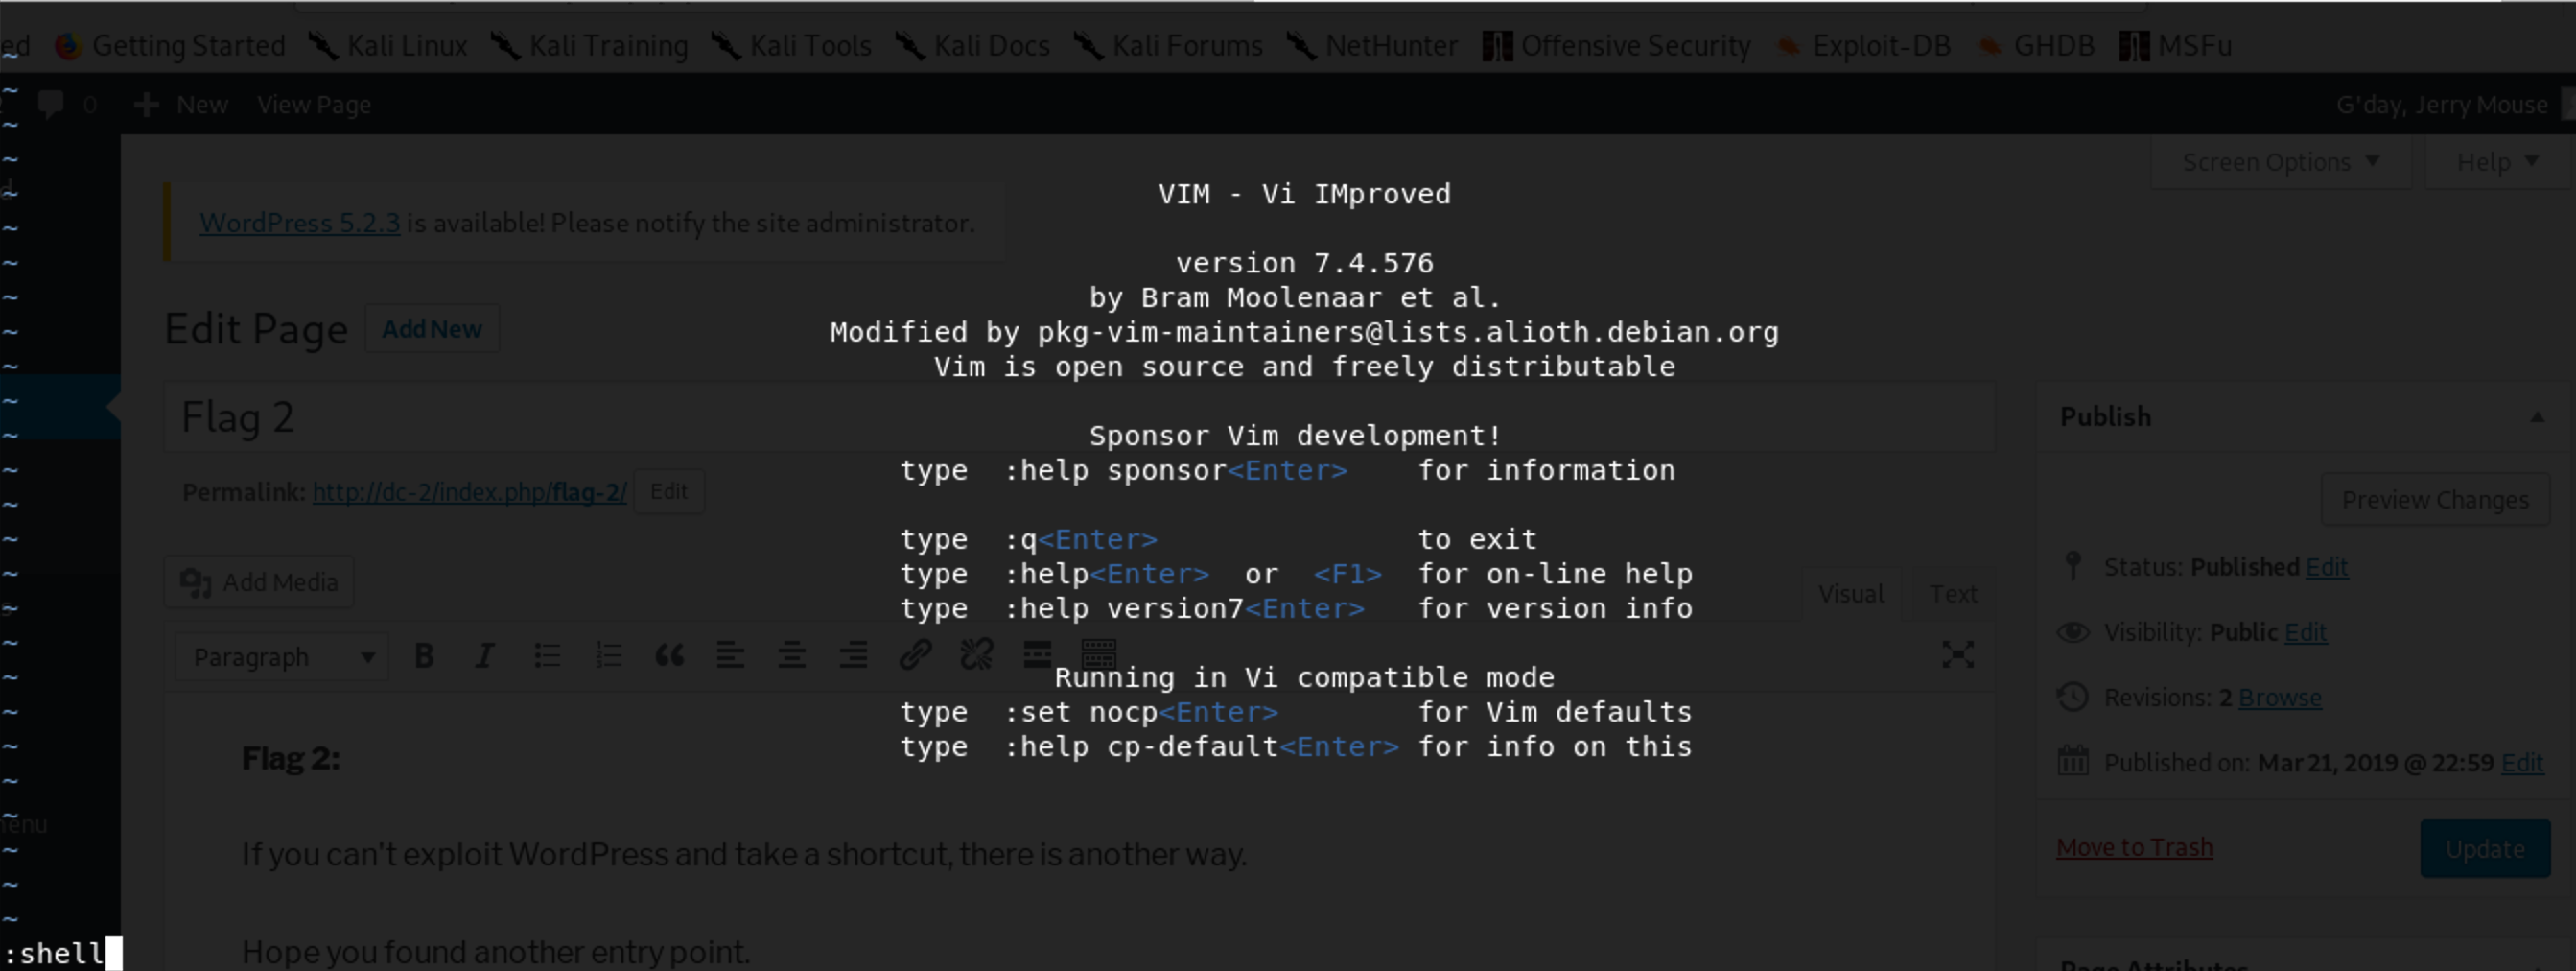 ed Getting Started Kali Linux Kali Training Kali Tools Kali Docs Kali Forums NetHunter Offensive Security Exploit-DB GHDB MSFu
0 New View Page G'day, Jerry Mouse
Screen Options Help
VIM - Vi IMproved
WordPress 5.2.3 is available! Please notify the site administrator.
version 7.4.576
by Bram Moolenaar et al.
Modified by pkg-vim-maintainers@lists.alioth.debian.org
Vim is open source and freely distributable
Edit Page Add New
Flag 2
Publish
Sponsor Vim development!
type :help sponsor<Enter> for information
Permalink: http://dc-2/index.php/flag-2/ Edit
Preview Changes
type :q<Enter> to exit
type :help<Enter> or <F1> for on-line help
type :help version7<Enter> for version info
Add Media
Visual Text
Status: Published Edit
Visibility: Public Edit
Paragraph B I
Running in Vi compatible mode
type :set nocp<Enter> for Vim defaults
type :help cp-default<Enter> for info on this
Revisions: 2 Browse
Published on: Mar 21, 2019 @ 22:59 Edit
Flag 2:
If you can't exploit WordPress and take a shortcut, there is another way.
Move to Trash Update
Hope you found another entry point.
:shell
Page Attributes